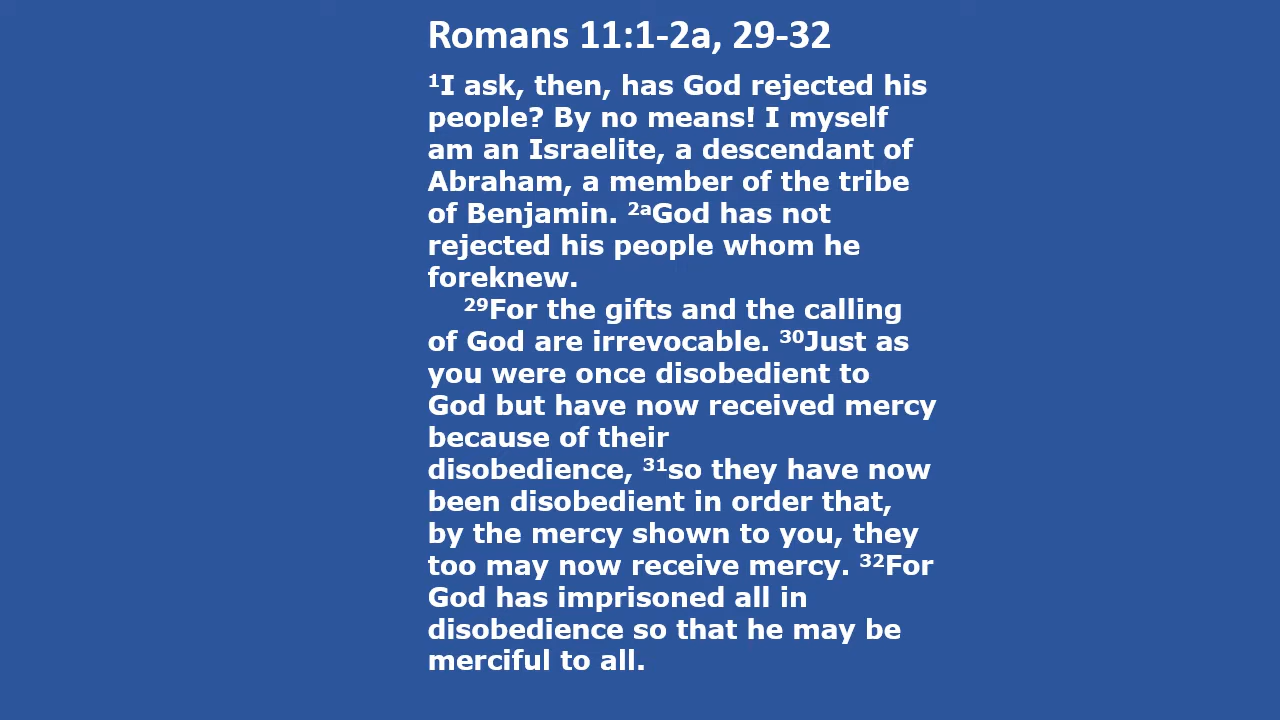 Romans 11:1-2a, 29-32
¹I ask, then, has God rejected his
people? By no means! I myself
am an Israelite, a descendant of
Abraham, a member of the tribe
of Benjamin. ²ᵃGod has not
rejected his people whom he
foreknew.
²⁹For the gifts and the calling
of God are irrevocable. ³⁰Just as
you were once disobedient to
God but have now received mercy
because of their
disobedience, ³¹so they have now
been disobedient in order that,
by the mercy shown to you, they
too may now receive mercy. ³²For
God has imprisoned all in
disobedience so that he may be
merciful to all.